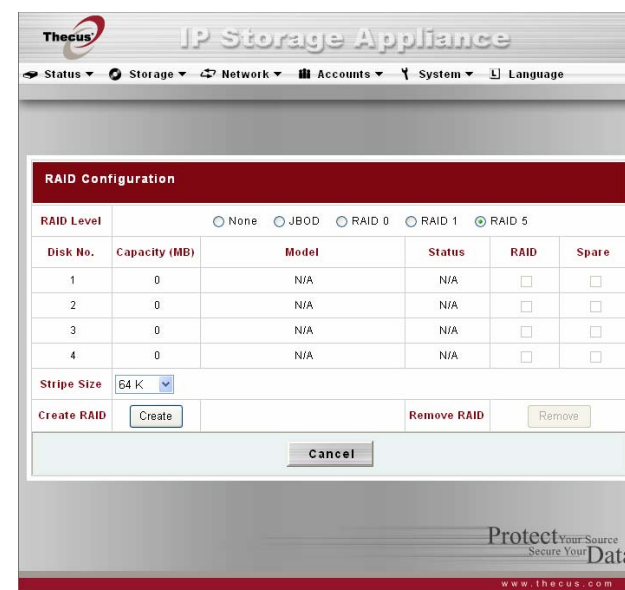 Thecus
IP Storage Appliance
Status Storage Network Accounts System L Language
RAID Configuration
RAID Level None JBOD RAID 0 RAID 1 RAID 5
Disk No. Capacity (MB) Model Status RAID Spare
1 0 N/A N/A
2 0 N/A N/A
3 0 N/A N/A
4 0 N/A N/A
Stripe Size 64 K
Create RAID Create Remove RAID Remove
Cancel
Protect Your Source
Secure Your Data
www.thecus.com